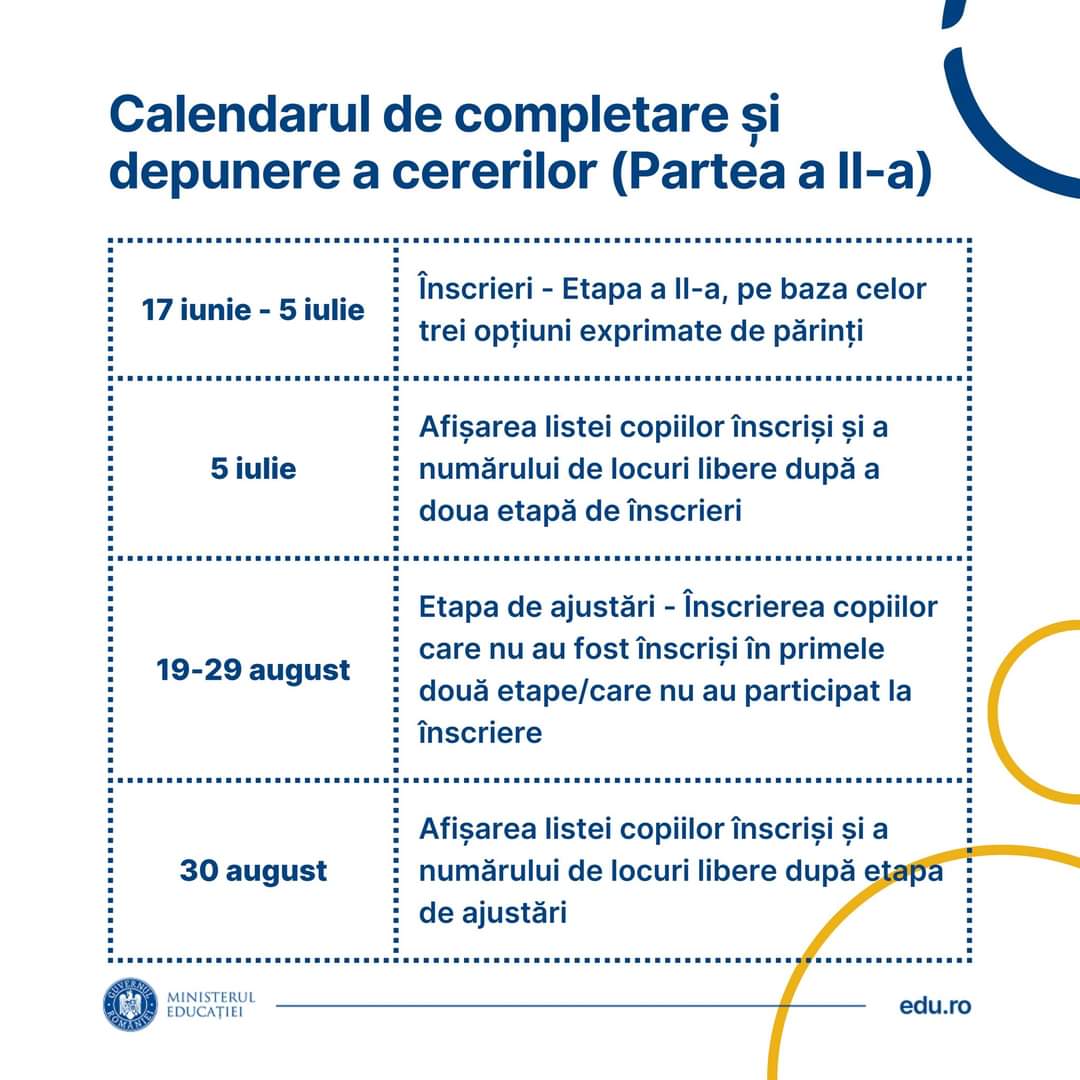 Calendarul de completare și
depunere a cererilor (Partea a II-a)
17 iunie - 5 iulie
Înscrieri - Etapa a II-a, pe baza celor
trei opțiuni exprimate de părinți
5 iulie
Afișarea listei copiilor înscriși și a
numărului de locuri libere după a
doua etapă de înscrieri
19-29 august
Etapa de ajustări - Înscrierea copiilor
care nu au fost înscriși în primele
două etape/care nu au participat la
înscriere
30 august
Afișarea listei copiilor înscriși și a
numărului de locuri libere după etapa
de ajustări
GUVERNUL ROMÂNIEI
MINISTERUL
EDUCAȚIEI
edu.ro